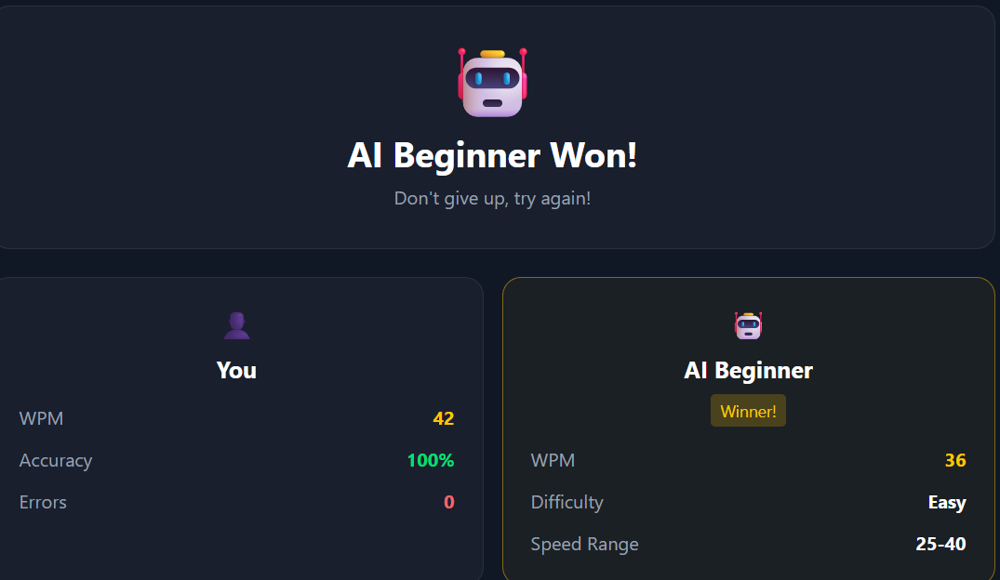 AI Beginner Won!
Don't give up, try again!
You
WPM 42
Accuracy 100%
Errors 0
AI Beginner
Winner!
WPM 36
Difficulty Easy
Speed Range 25-40